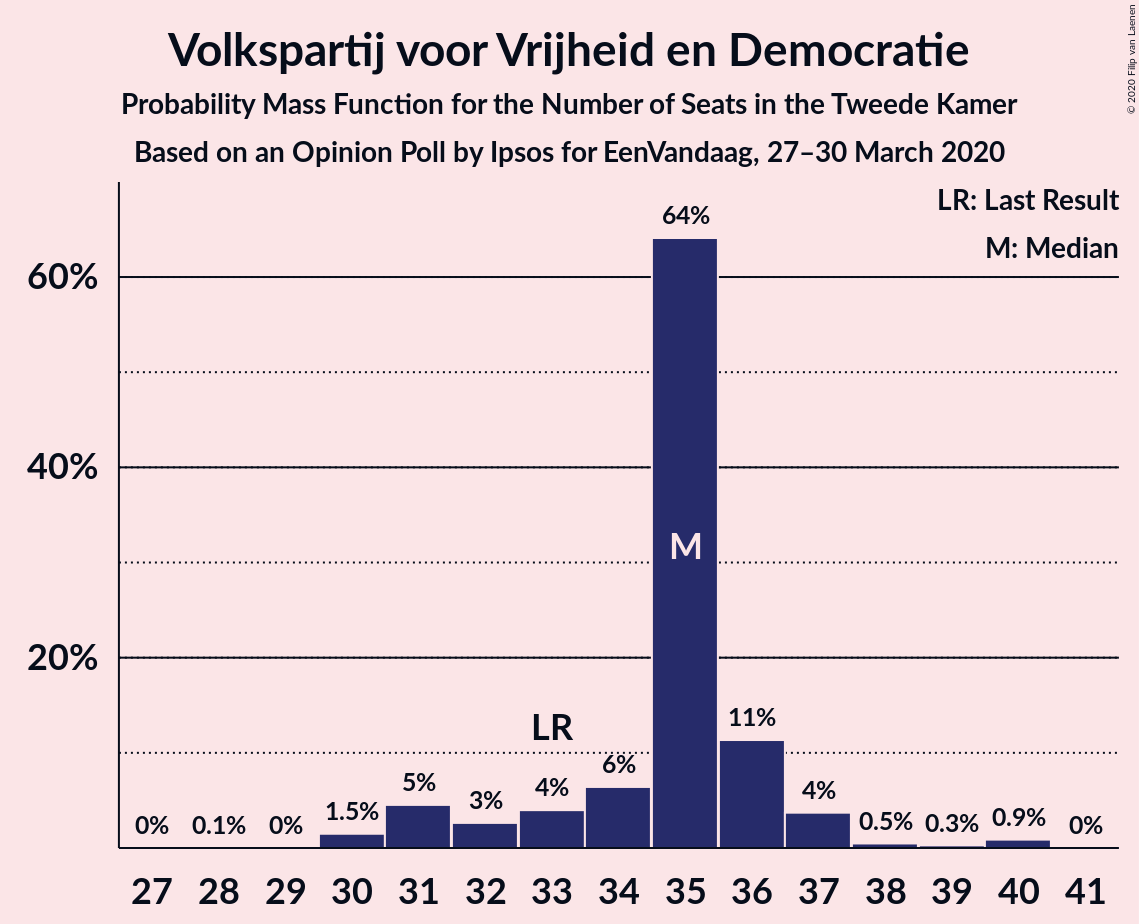 Volkspartij voor Vrijheid en Democratie
Probability Mass Function for the Number of Seats in the Tweede Kamer
Based on an Opinion Poll by Ipsos for EenVandaag, 27–30 March 2020
© 2020 Filip van Laenen
LR: Last Result
M: Median
60%
40%
20%
0%
0.1%
0%
1.5%
5%
3%
LR
4%
6%
64%
M
11%
4%
0.5%
0.3%
0.9%
0%
27 28 29 30 31 32 33 34 35 36 37 38 39 40 41